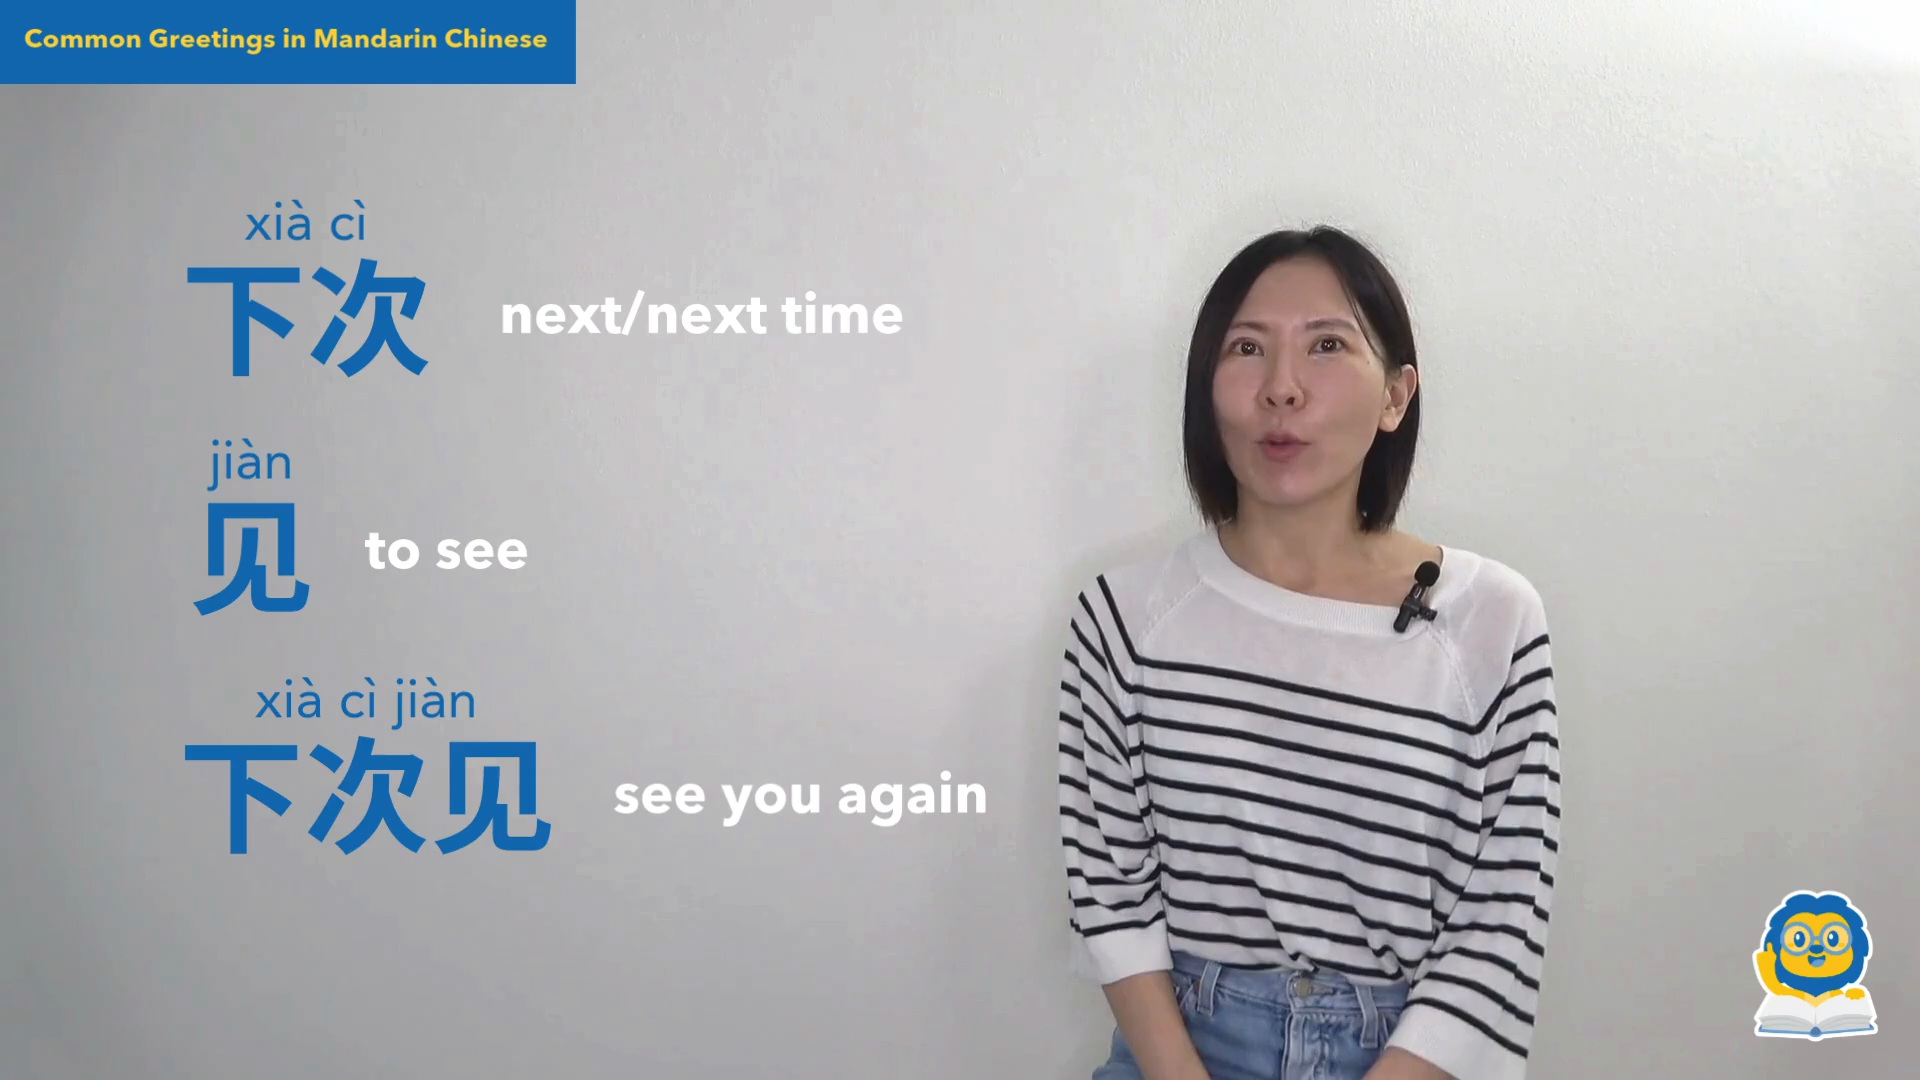 Common Greetings in Mandarin Chinese
xià cì
下次 next/next time
jiàn
见 to see
xià cì jiàn
下次见 see you again